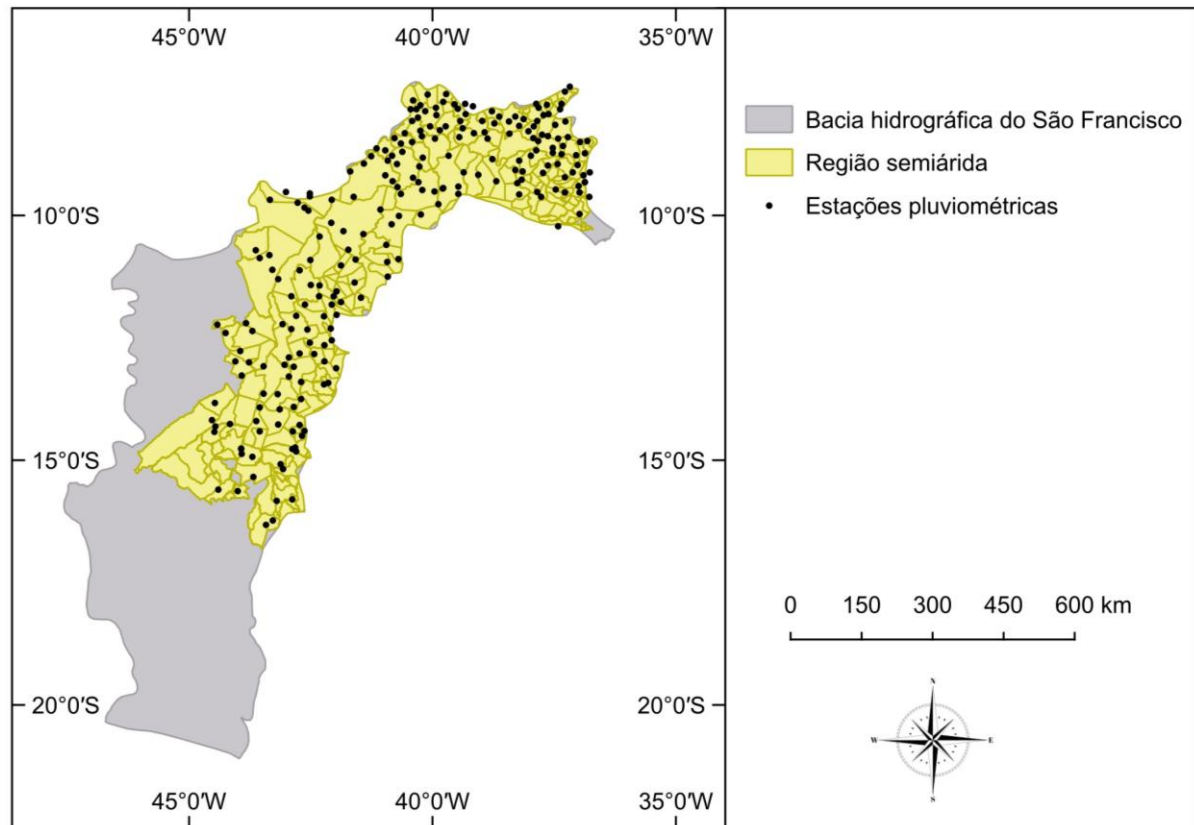 45°0′W 40°0′W 35°0′W
Bacia hidrográfica do São Francisco
Região semiárida
Estações pluviométricas
10°0′S 10°0′S
15°0′S 15°0′S
0 150 300 450 600 km
20°0′S 20°0′S
N
W E
S
45°0′W 40°0′W 35°0′W